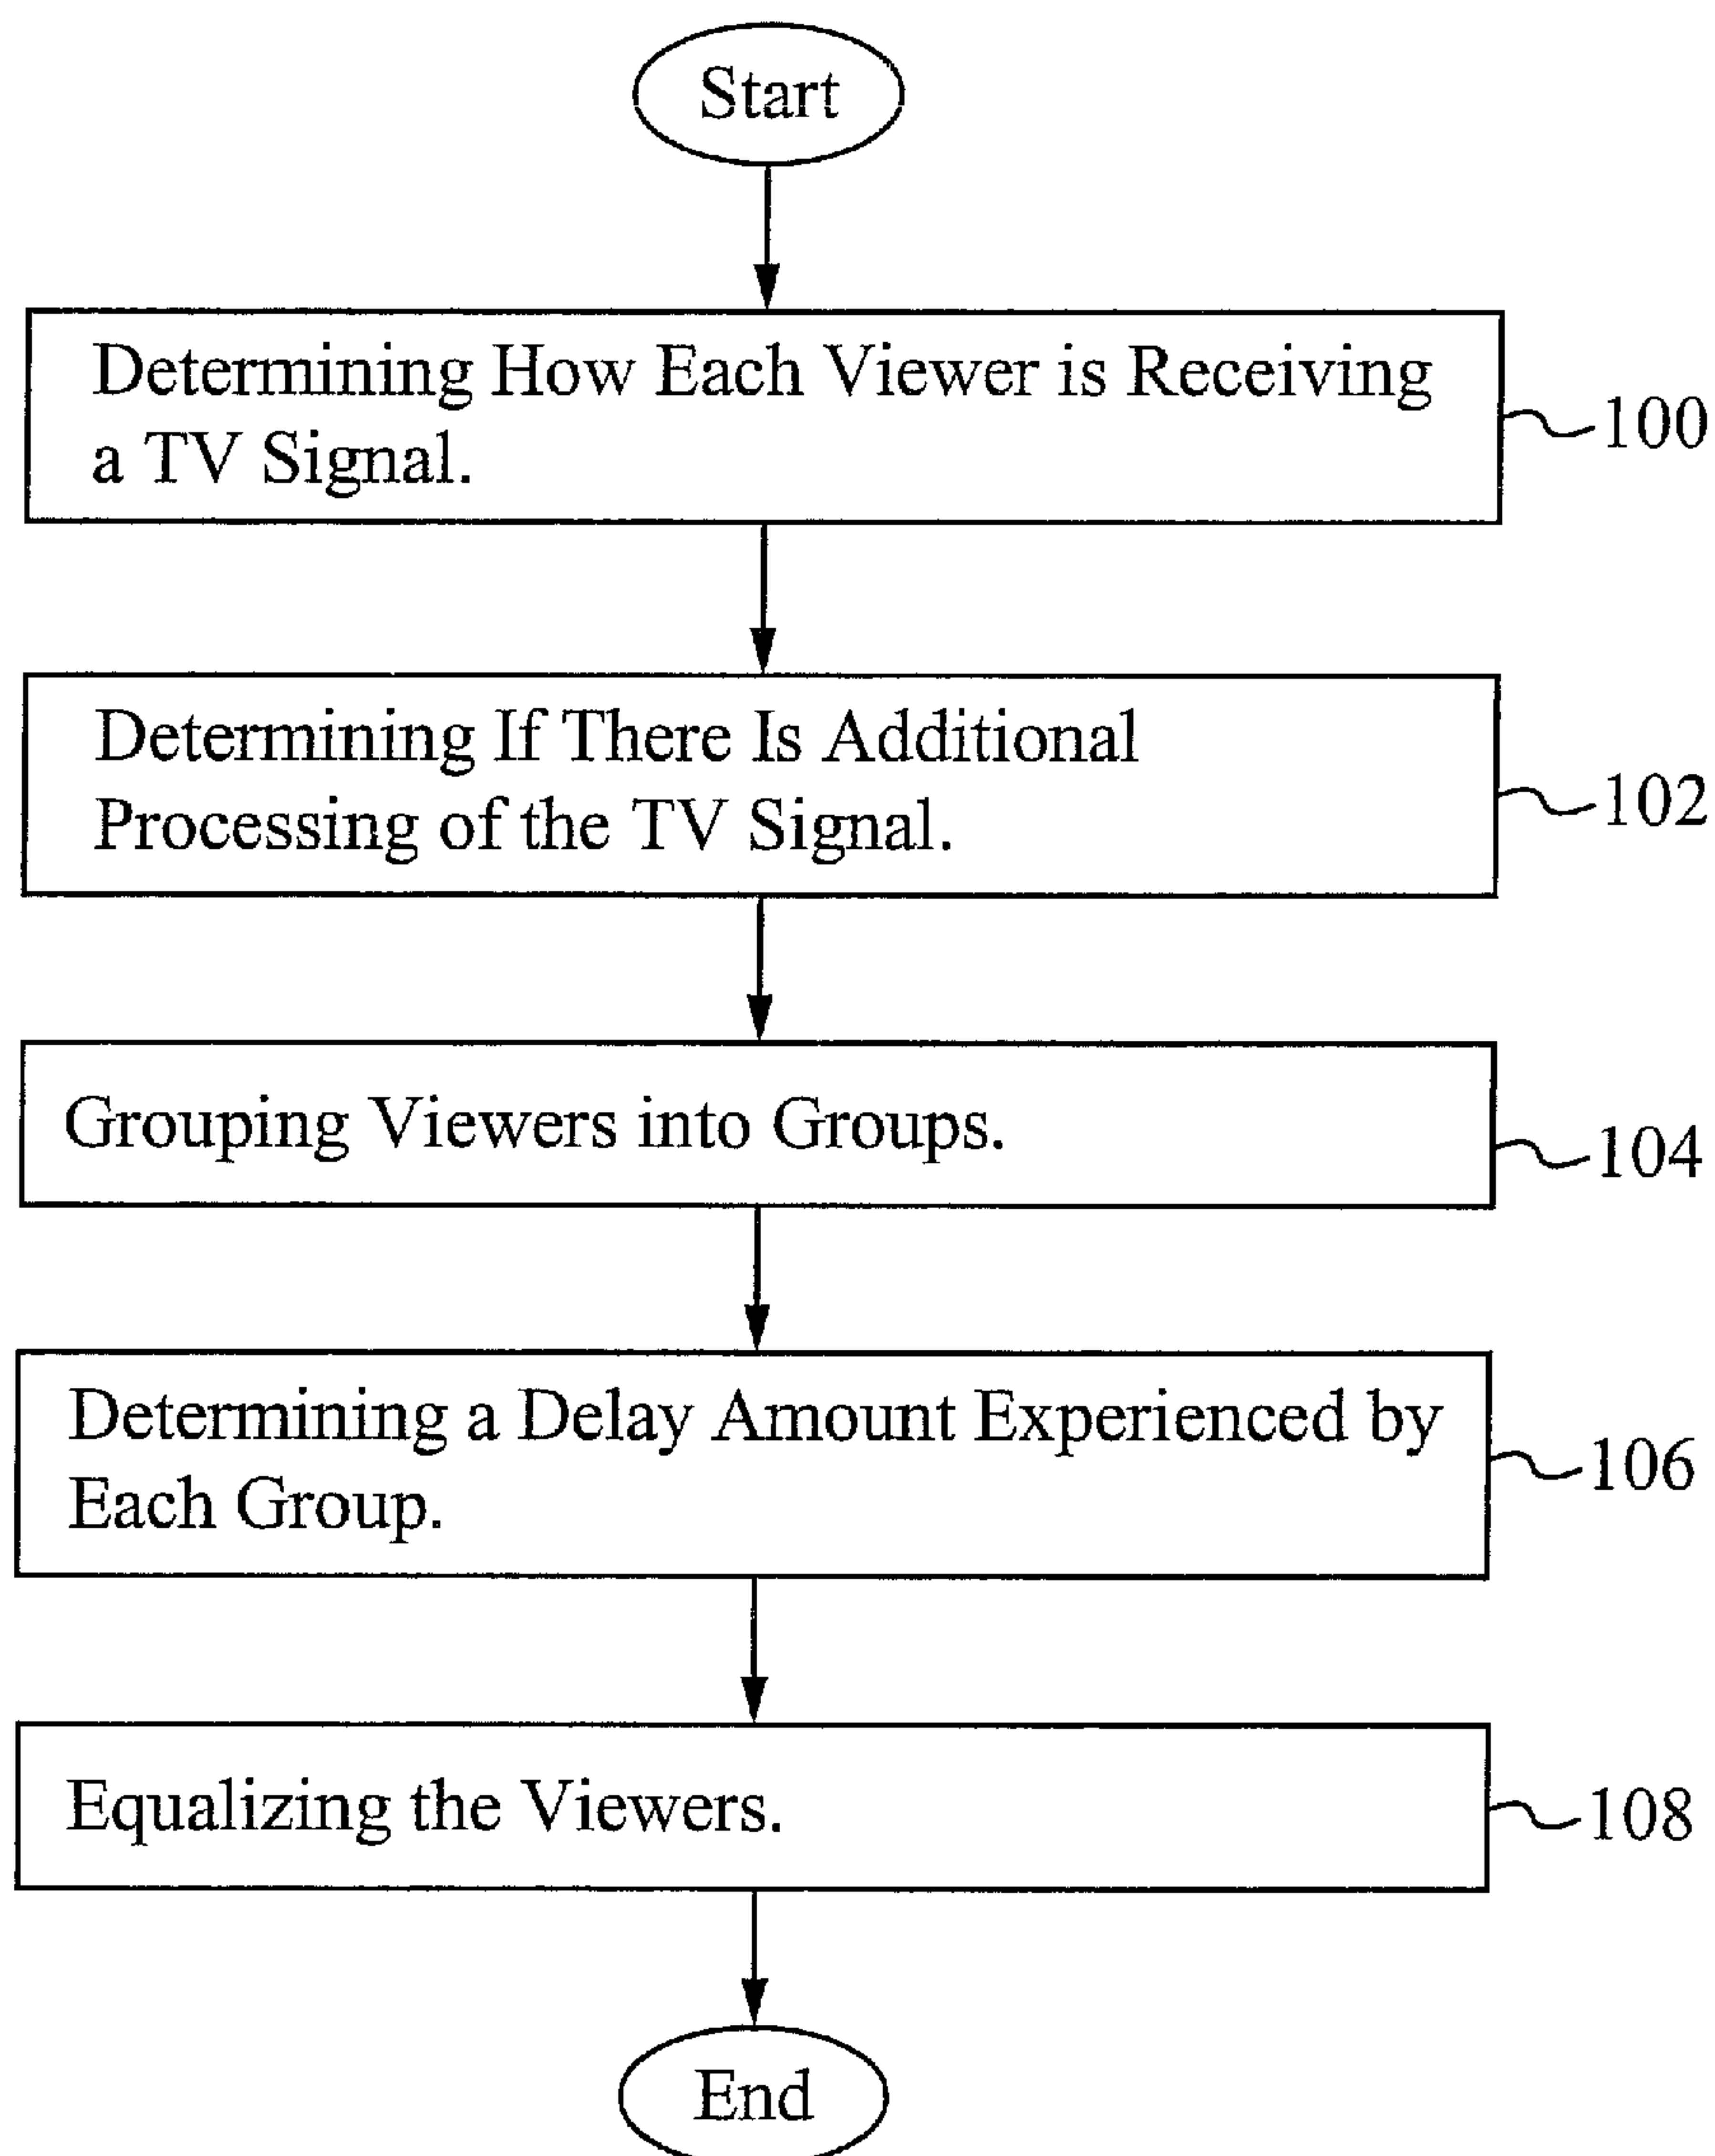 Start
Determining How Each Viewer is Receiving
a TV Signal.
100
Determining If There Is Additional
Processing of the TV Signal.
102
Grouping Viewers into Groups.
104
Determining a Delay Amount Experienced by
Each Group.
106
Equalizing the Viewers.
108
End